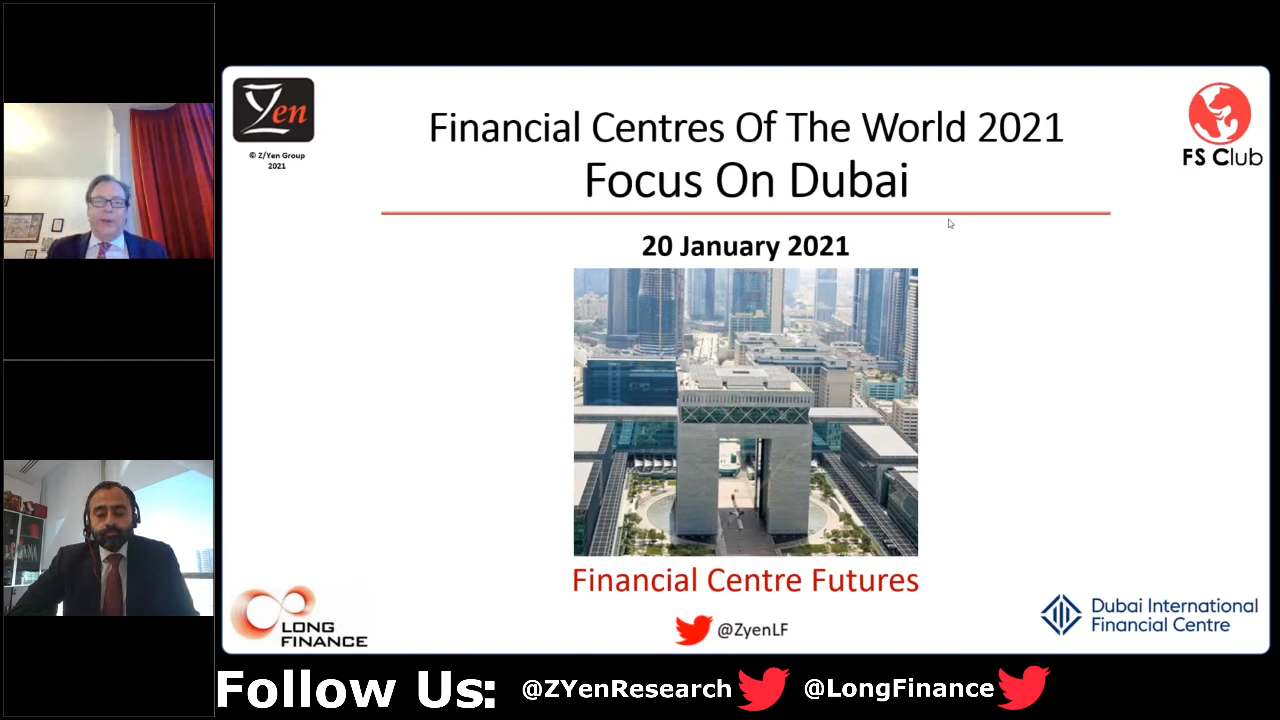 Yen
© Z/Yen Group
2021
Financial Centres Of The World 2021
Focus On Dubai
FS Club
20 January 2021
Financial Centre Futures
@ZyenLF
LONG
FINANCE
Dubai International
Financial Centre
Follow Us: @ZYenResearch @LongFinance